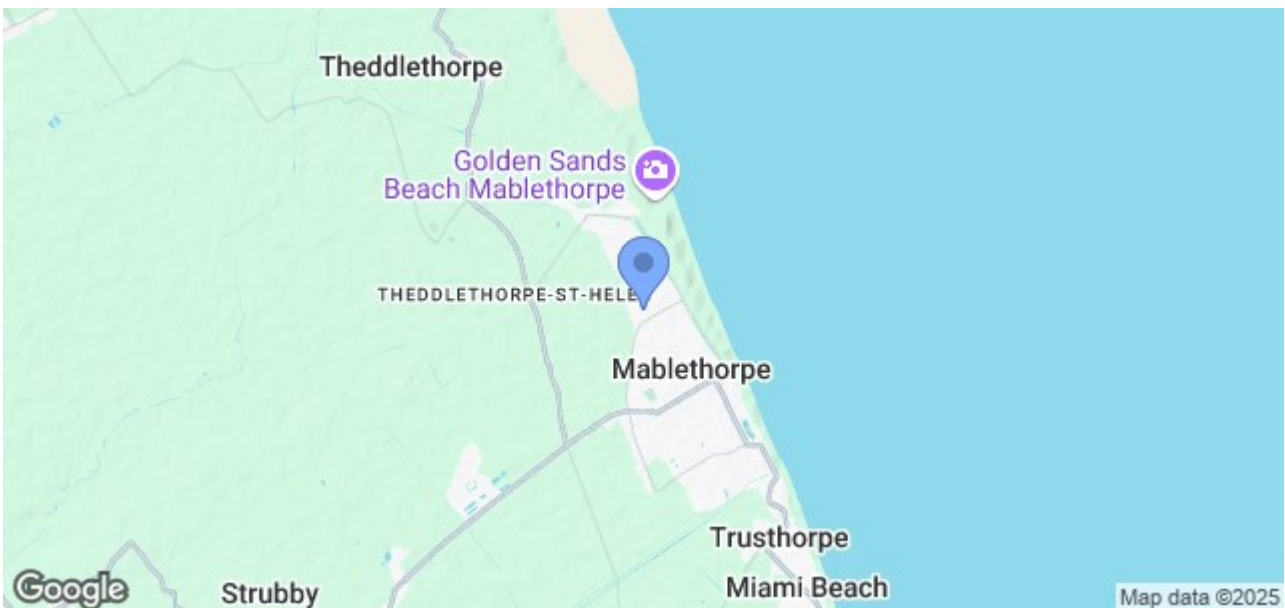 Theddlethorpe
Golden Sands
Beach Mablethorpe
THEDDLETHORPE-ST-HELE
Mablethorpe
Trusthorpe
Miami Beach
Strubby
Google
Map data ©2025